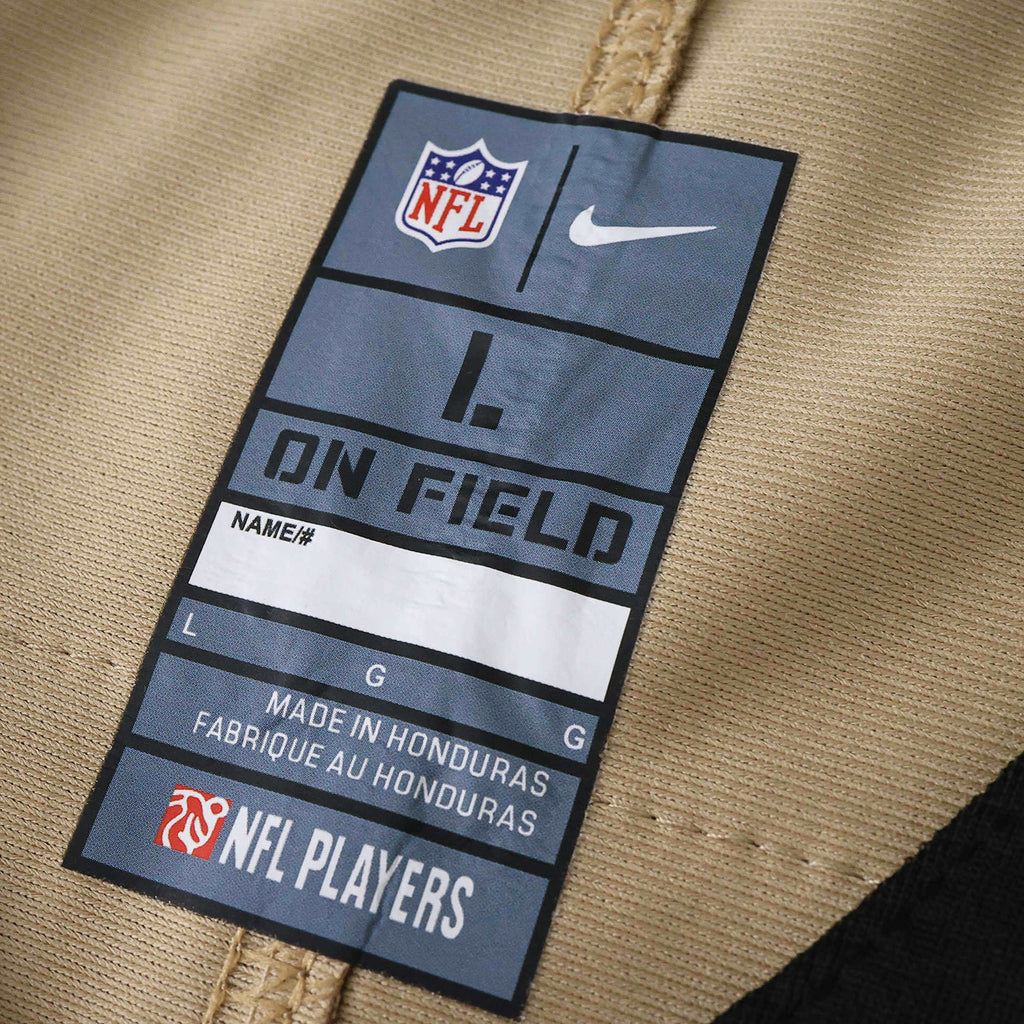 NFL
L
ON FIELD
NAME/#
L G G
MADE IN HONDURAS
FABRIQUE AU HONDURAS
NFL PLAYERS